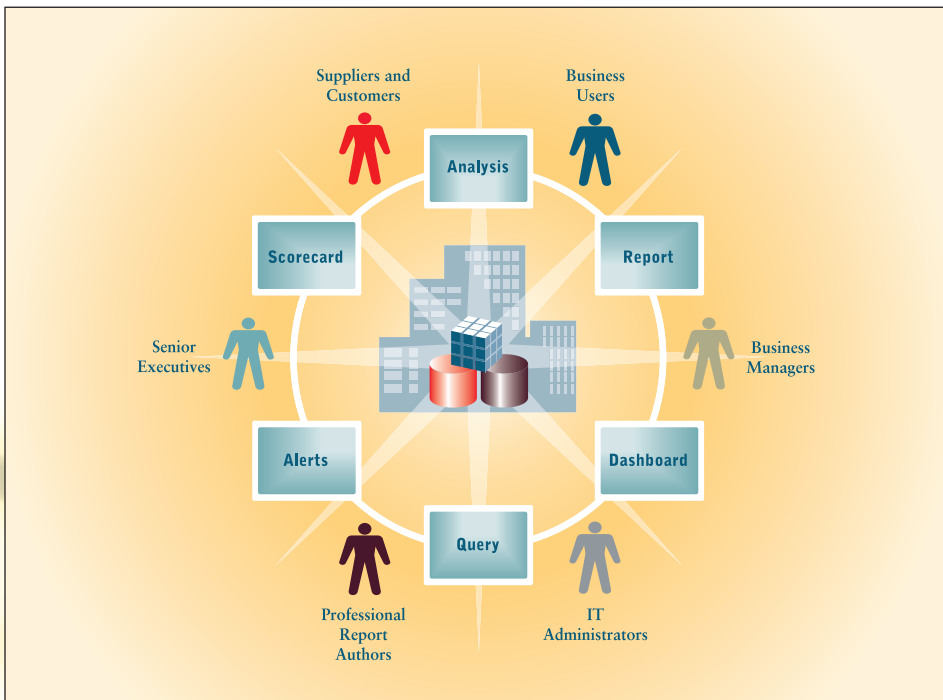 Suppliers and
Customers
Business
Users
Analysis
Scorecard
Report
Senior
Executives
Business
Managers
Alerts
Dashboard
Query
Professional
Report
Authors
IT
Administrators